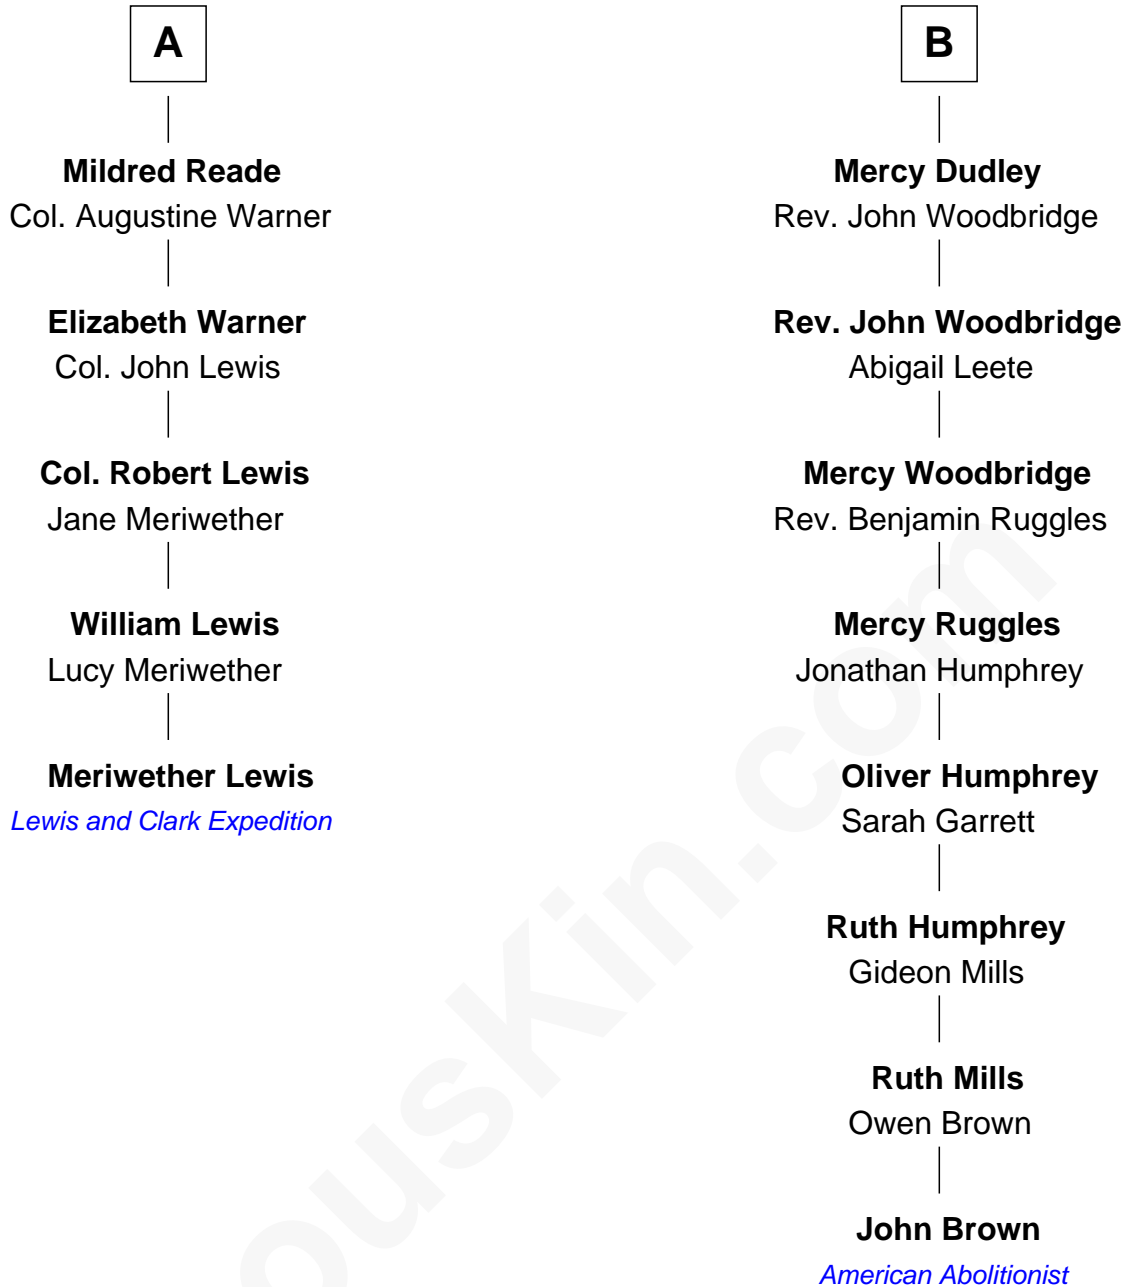 A
Mildred Reade
Col. Augustine Warner
Elizabeth Warner
Col. John Lewis
Col. Robert Lewis
Jane Meriwether
William Lewis
Lucy Meriwether
Meriwether Lewis
Lewis and Clark Expedition
B
Mercy Dudley
Rev. John Woodbridge
Rev. John Woodbridge
Abigail Leete
Mercy Woodbridge
Rev. Benjamin Ruggles
Mercy Ruggles
Jonathan Humphrey
Oliver Humphrey
Sarah Garrett
Ruth Humphrey
Gideon Mills
Ruth Mills
Owen Brown
John Brown
American Abolitionist
ousKin.com